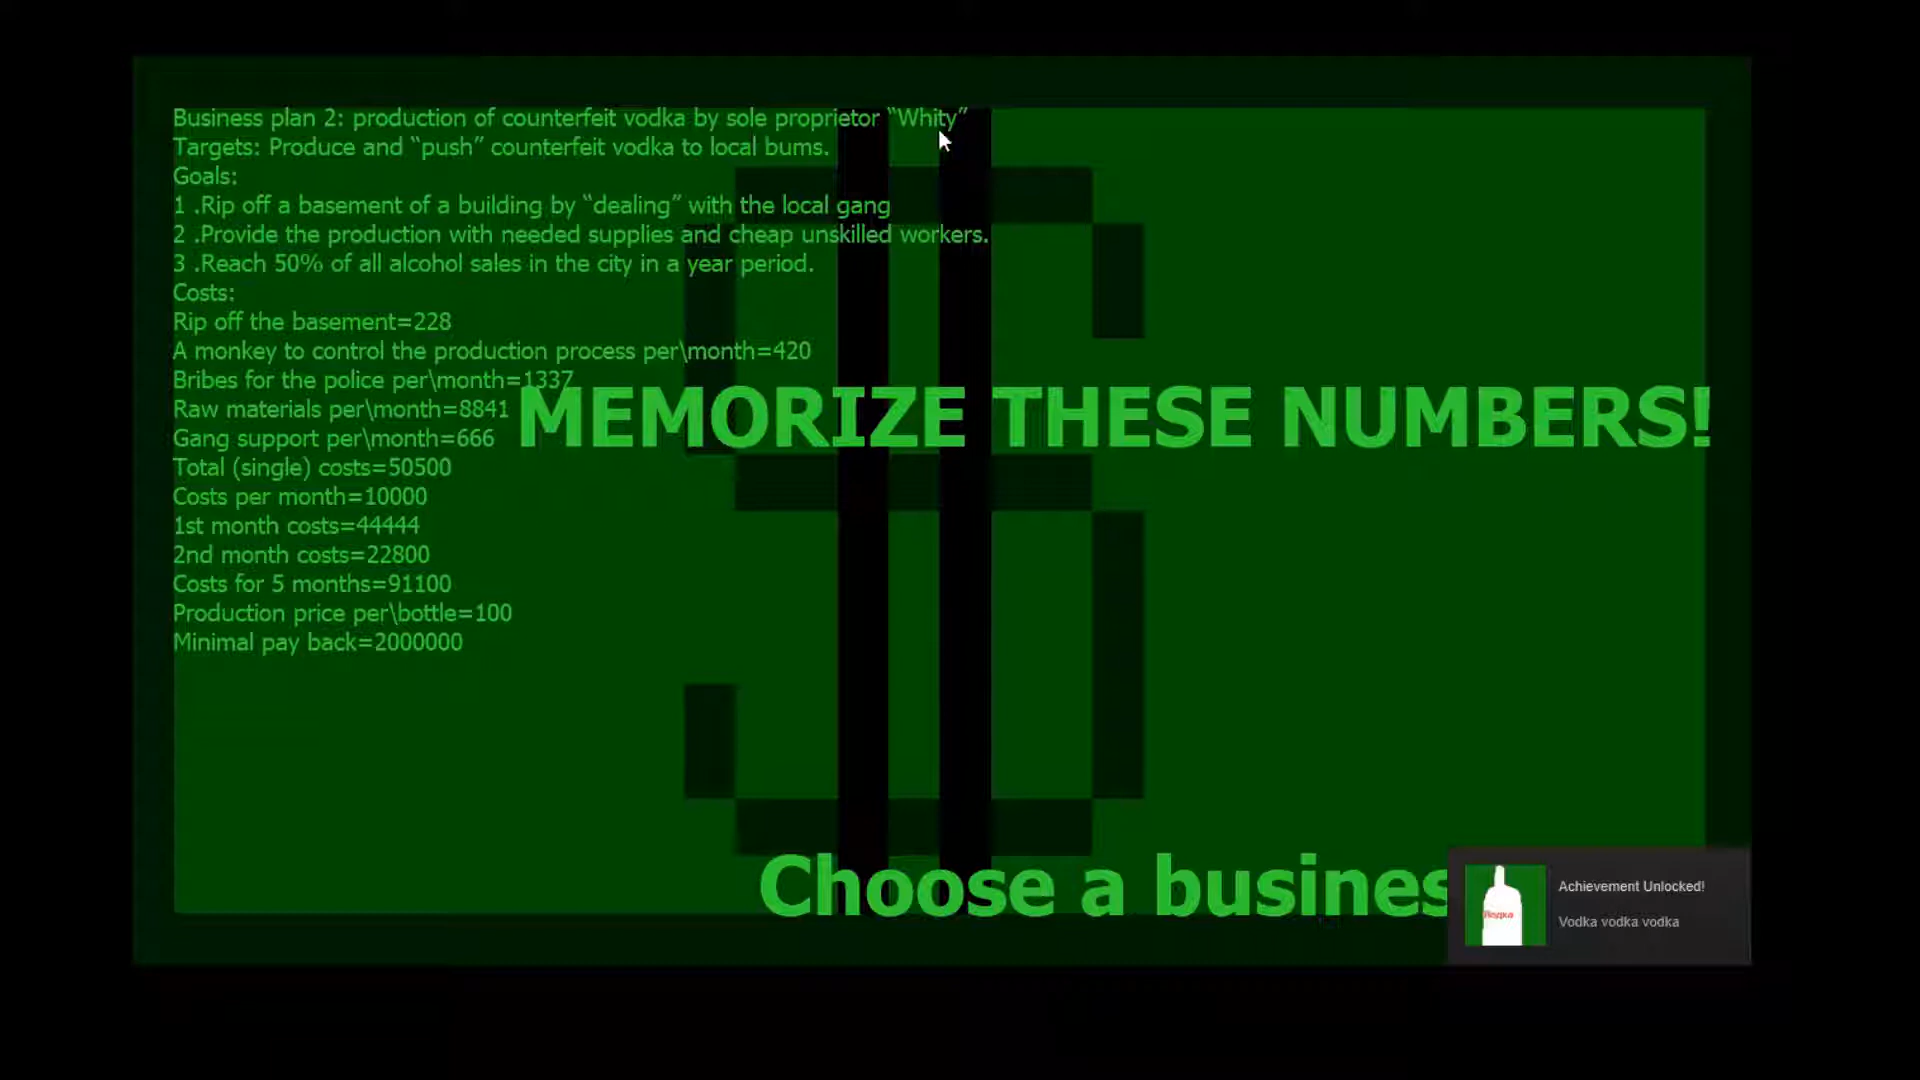 Business plan 2: production of counterfeit vodka by sole proprietor “Whity”
Targets: Produce and “push” counterfeit vodka to local bums.
Goals:
1 .Rip off a basement of a building by “dealing” with the local gang
2 .Provide the production with needed supplies and cheap unskilled workers.
3 .Reach 50% of all alcohol sales in the city in a year period.
Costs:
Rip off the basement=228
A monkey to control the production process per\month=420
Bribes for the police per\month=1337
Raw materials per\month=8841
MEMORIZE THESE NUMBERS!
Gang support per\month=666
Total (single) costs=50500
Costs per month=10000
1st month costs=44444
2nd month costs=22800
Costs for 5 months=91100
Production price per\bottle=100
Minimal pay back=2000000
Choose a busines
Водка
Achievement Unlocked!
Vodka vodka vodka